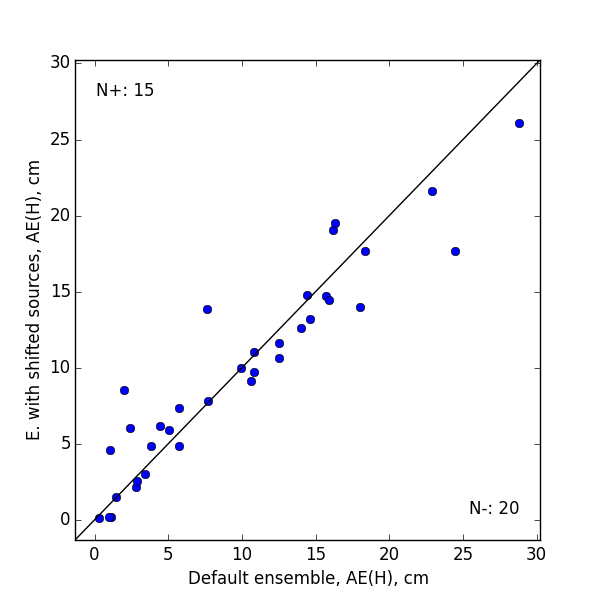 30
N+: 15
25
20
15
10
5
0
N-: 20
E. with shifted sources, AE(H), cm
0 5 10 15 20 25 30
Default ensemble, AE(H), cm